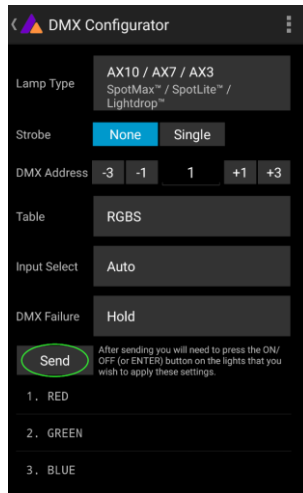 DMX Configurator
Lamp Type
AX10 / AX7 / AX3
SpotMax™ / SpotLite™ /
Lightdrop™
Strobe
None Single
DMX Address -3 -1 1 +1 +3
Table RGBS
Input Select Auto
DMX Failure Hold
Send
After sending you will need to press the ON/
OFF (or ENTER) button on the lights that you
wish to apply these settings.
1. RED
2. GREEN
3. BLUE